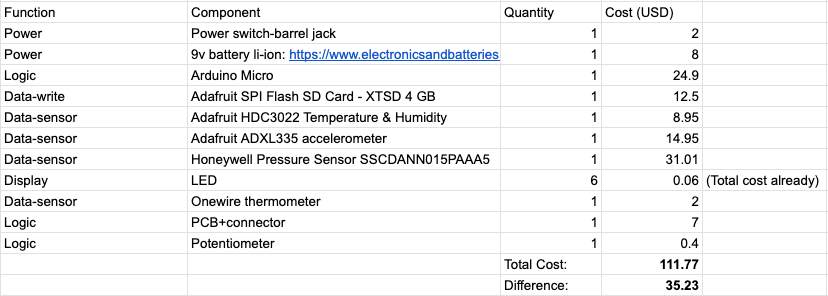 Function Component Quantity Cost (USD)
Power Power switch-barrel jack 1 2
Power 9v battery li-ion: https://www.electronicsandbatteries 1 8
Logic Arduino Micro 1 24.9
Data-write Adafruit SPI Flash SD Card - XTSD 4 GB 1 12.5
Data-sensor Adafruit HDC3022 Temperature & Humidity 1 8.95
Data-sensor Adafruit ADXL335 accelerometer 1 14.95
Data-sensor Honeywell Pressure Sensor SSCDANN015PAAA5 1 31.01
Display LED 6 0.06 (Total cost already)
Data-sensor Onewire thermometer 1 2
Logic PCB+connector 1 7
Logic Potentiometer 1 0.4
Total Cost: 111.77
Difference: 35.23